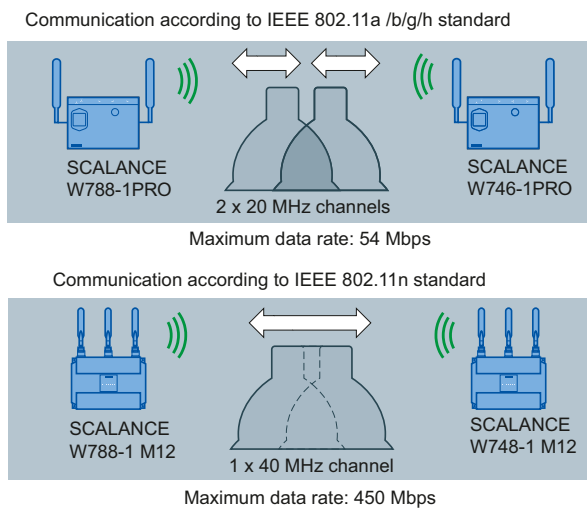 Communication according to IEEE 802.11a /b/g/h standard
SCALANCE
W788-1PRO
SCALANCE
W746-1PRO
2 x 20 MHz channels
Maximum data rate: 54 Mbps
Communication according to IEEE 802.11n standard
SCALANCE
W788-1 M12
SCALANCE
W748-1 M12
1 x 40 MHz channel
Maximum data rate: 450 Mbps